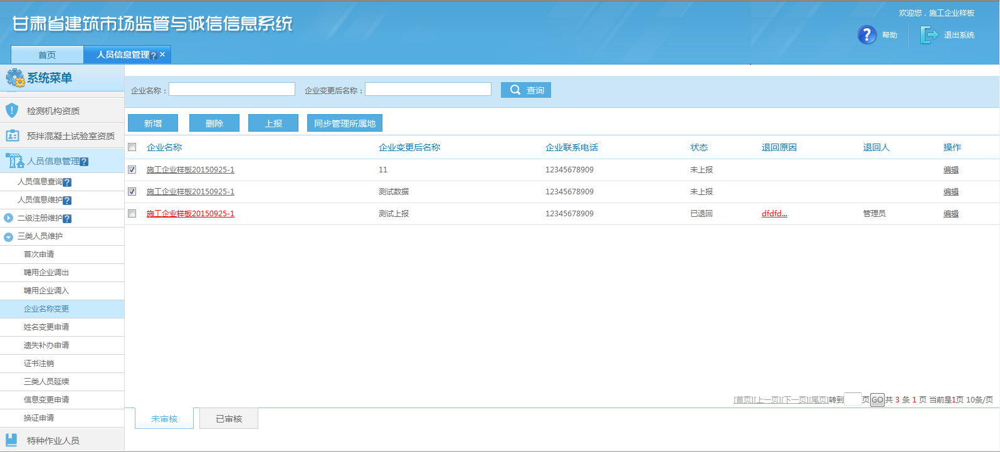 甘肃省建筑市场监管与诚信信息系统
欢迎您，施工企业样板
帮助
退出系统
首页
人员信息管理? ×
系统菜单
检测机构资质
预拌混凝土试验室资质
人员信息管理?
人员信息查询?
人员信息维护?
二级注册维护?
三类人员维护
首次申请
聘用企业调出
聘用企业调入
企业名称变更
姓名变更申请
遗失补办申请
证书注销
三类人员延续
信息变更申请
换证申请
特种作业人员
企业名称： 企业变更后名称： 查询
新增 删除 上报 同步管理所属地
企业名称 企业变更后名称 企业联系电话 状态 退回原因 退回人 操作
施工企业样板20150925-1 11 12345678909 未上报 编辑
施工企业样板20150925-1 测试数据 12345678909 未上报 编辑
施工企业样板20150925-1 测试上报 12345678909 已退回 dfdfd... 管理员 编辑
[首页][上一页][下一页][尾页]转到 页 GO 共 3 条 1 页 当前是1页 10条/页
未审核 已审核